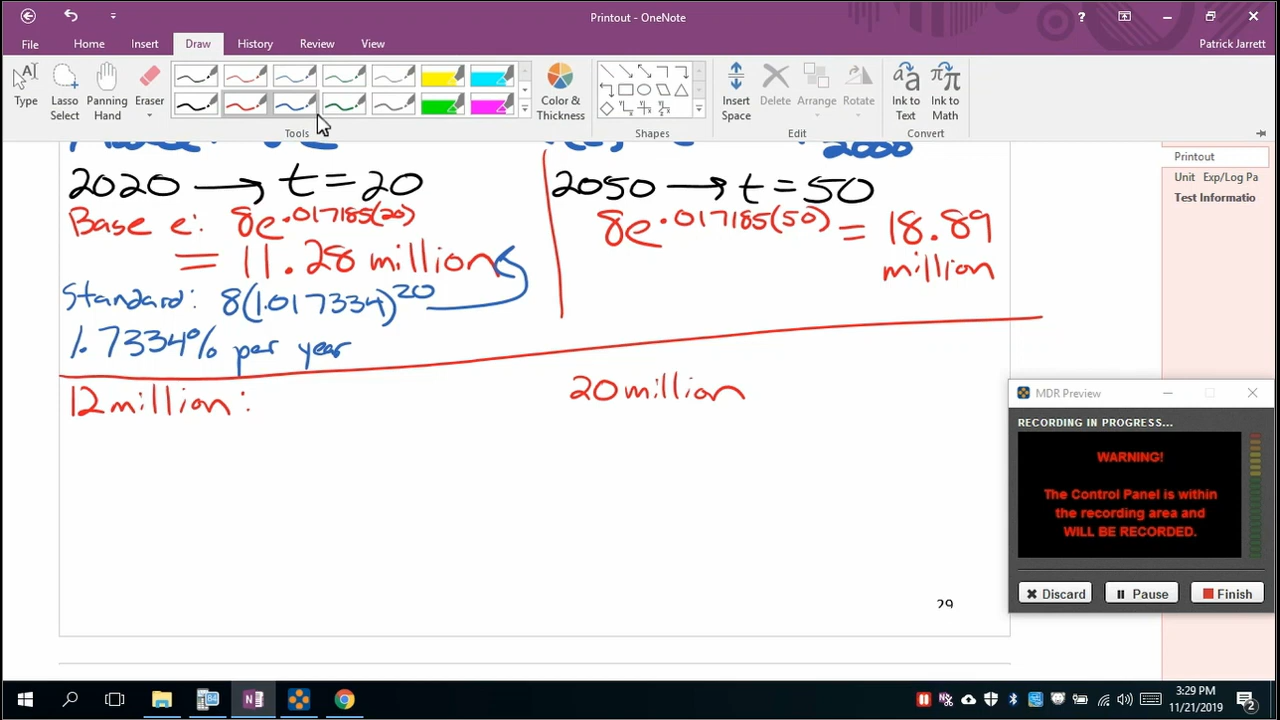 Printout - OneNote
?
File Home Insert Draw History Review View
Patrick Jarrett
Type
Lasso Select
Panning Hand
Eraser
Color & Thickness
Insert Space
Delete
Arrange
Rotate
Ink to Text
Ink to Math
Tools
Shapes
Edit
Convert
Printout
Unit Exp/Log Pa
Test Informatio
2000
2020 → t = 20
Base e: 8e^.017185(20)
= 11.28 million
Standard: 8(1.017334)^20
1.7334% per year
2050 → t = 50
8e^.017185(50) = 18.89
million
12 million:
20 million
29
MDR Preview
RECORDING IN PROGRESS...
WARNING!
The Control Panel is within
the recording area and
WILL BE RECORDED.
Discard Pause Finish
3:29 PM
11/21/2019
2